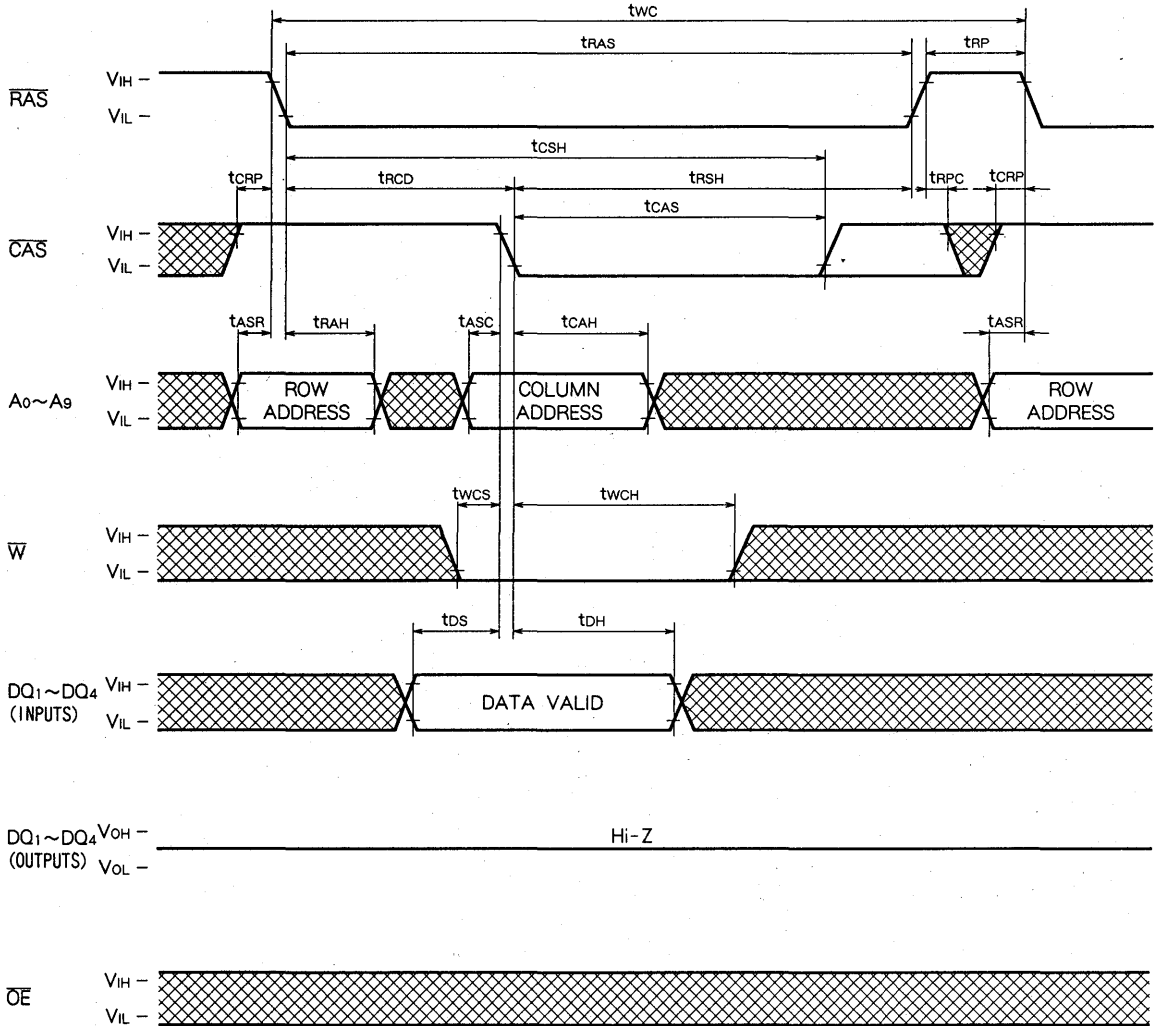 tWC
tRAS tRP
RAS VIH –
VIL –
tCSH
tCRP tRCD tRSH tRPC tCRP
tCAS
CAS VIH –
VIL –
tASR tRAH tASC tCAH tASR
A0~A9 VIH –
VIL –
ROW ADDRESS
COLUMN ADDRESS
ROW ADDRESS
tWCS tWCH
W VIH –
VIL –
tDS tDH
DQ1~DQ4 (INPUTS) VIH –
VIL –
DATA VALID
DQ1~DQ4 (OUTPUTS) VOH –
VOL –
Hi-Z
OE VIH –
VIL –